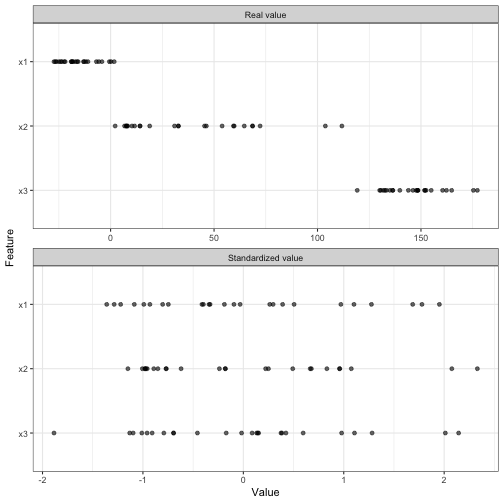 Real value
x1
x2
x3
0
50
100
150
Feature
Standardized value
x1
x2
x3
-2
-1
0
1
2
Value